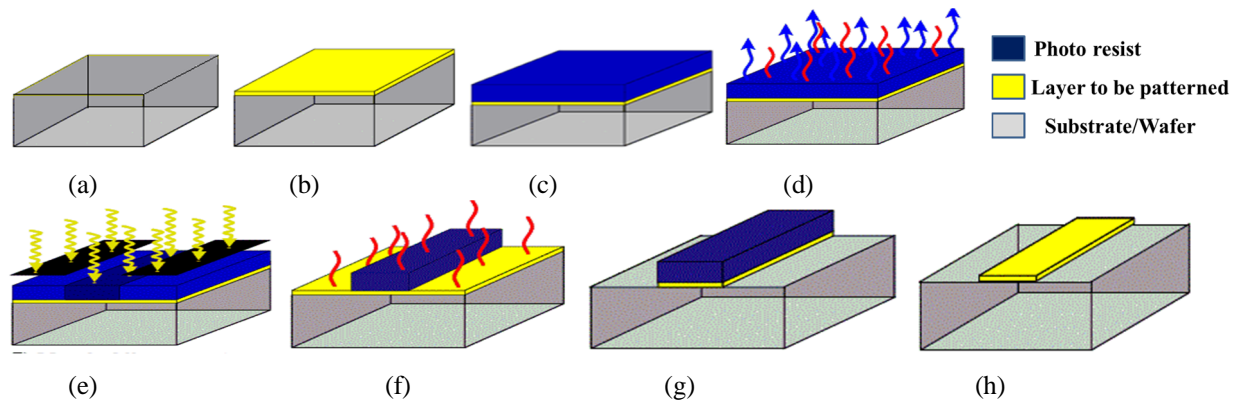 Photo resist
Layer to be patterned
Substrate/Wafer
(a)
(b)
(c)
(d)
(e)
(f)
(g)
(h)